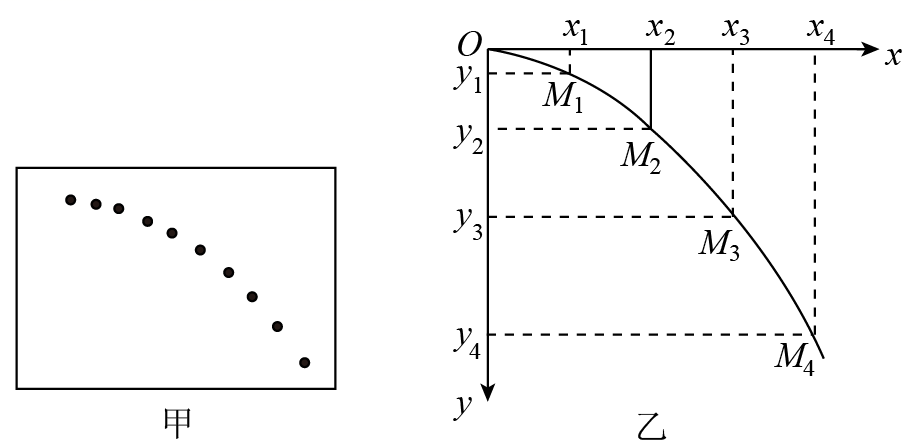 x₁ x₂ x₃ x₄
O x
y₁
M₁
y₂
M₂
y₃
M₃
y₄
M₄
y
甲 乙